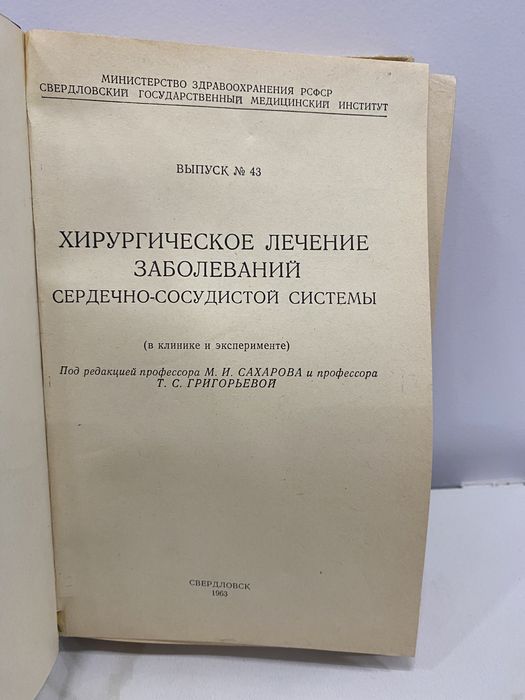 МИНИСТЕРСТВО ЗДРАВООХРАНЕНИЯ РСФСР
СВЕРДЛОВСКИЙ ГОСУДАРСТВЕННЫЙ МЕДИЦИНСКИЙ ИНСТИТУТ
ВЫПУСК № 43
ХИРУРГИЧЕСКОЕ ЛЕЧЕНИЕ
ЗАБОЛЕВАНИЙ
СЕРДЕЧНО-СОСУДИСТОЙ СИСТЕМЫ
(в клинике и эксперименте)
Под редакцией профессора М. И. САХАРОВА и профессора
Т. С. ГРИГОРЬЕВОЙ
СВЕРДЛОВСК
1963